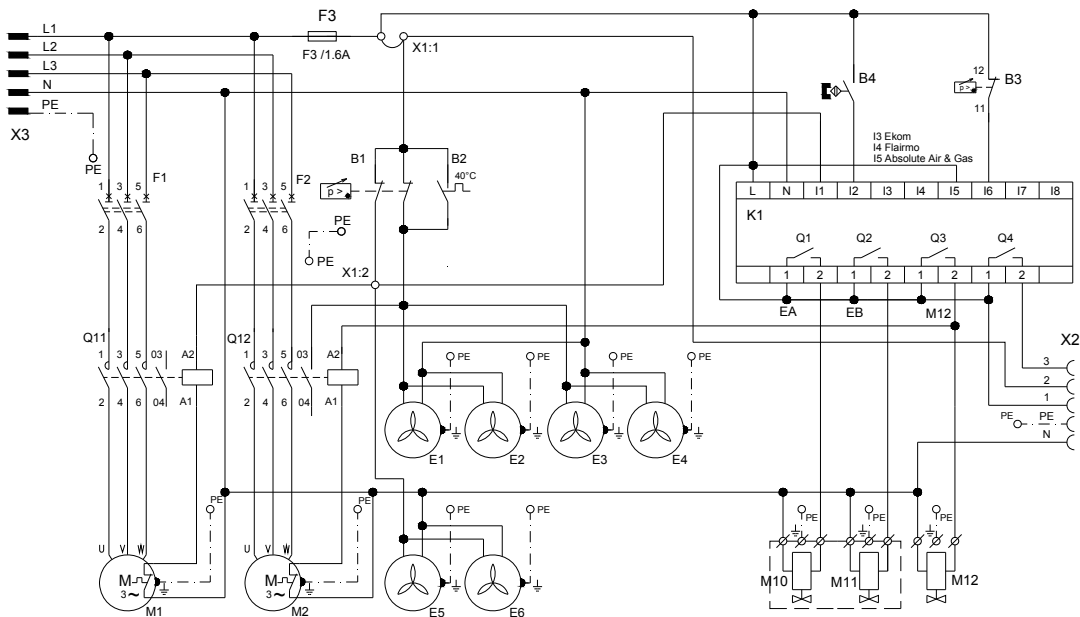 F3
L1
L2
L3
N
PE
X3
F3 /1.6A
X1:1
B4
12
B3
p >
11
PE
I3 Ekom
I4 Flairmo
I5 Absolute Air & Gas
B1
B2
40°C
p >
F1
1 3 5
2 4 6
F2
1 3 5
2 4 6
PE
PE
X1:2
L N I1 I2 I3 I4 I5 I6 I7 I8
K1
Q1 Q2 Q3 Q4
1 2 1 2 1 2 1 2
EA EB M12
X2
3
2
1
PE PE
N
Q11
1 3 5 03 A2
2 4 6 04 A1
Q12
1 3 5 03 A2
2 4 6 04 A1
PE PE PE PE
E1 E2 E3 E4
PE PE PE PE
PE PE PE
U V W
M
3~
M1
U V W
M
3~
M2
E5 E6
M10 M11 M12